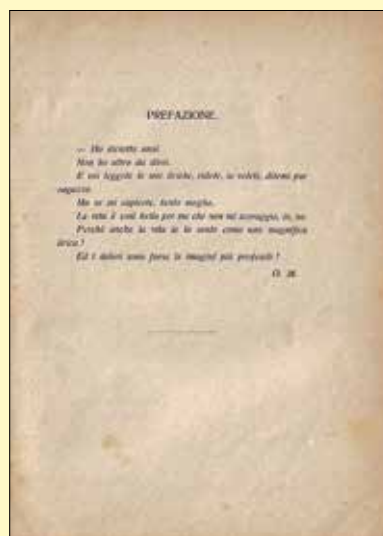 PREFAZIONE.
— Ho diciotto anni.
Non ho altro da dirvi.
E voi leggete le mie liriche, ridete, se volete, ditemi pur
ragazzo.
Ma se mi capirete, tanto meglio.
La vita è così bella per me che non mi scoraggio, io, no.
Perchè anche la vita io la sento come una magnifica
lirica!
Ed i dolori sono forse le imagini più profonde!
O. M.